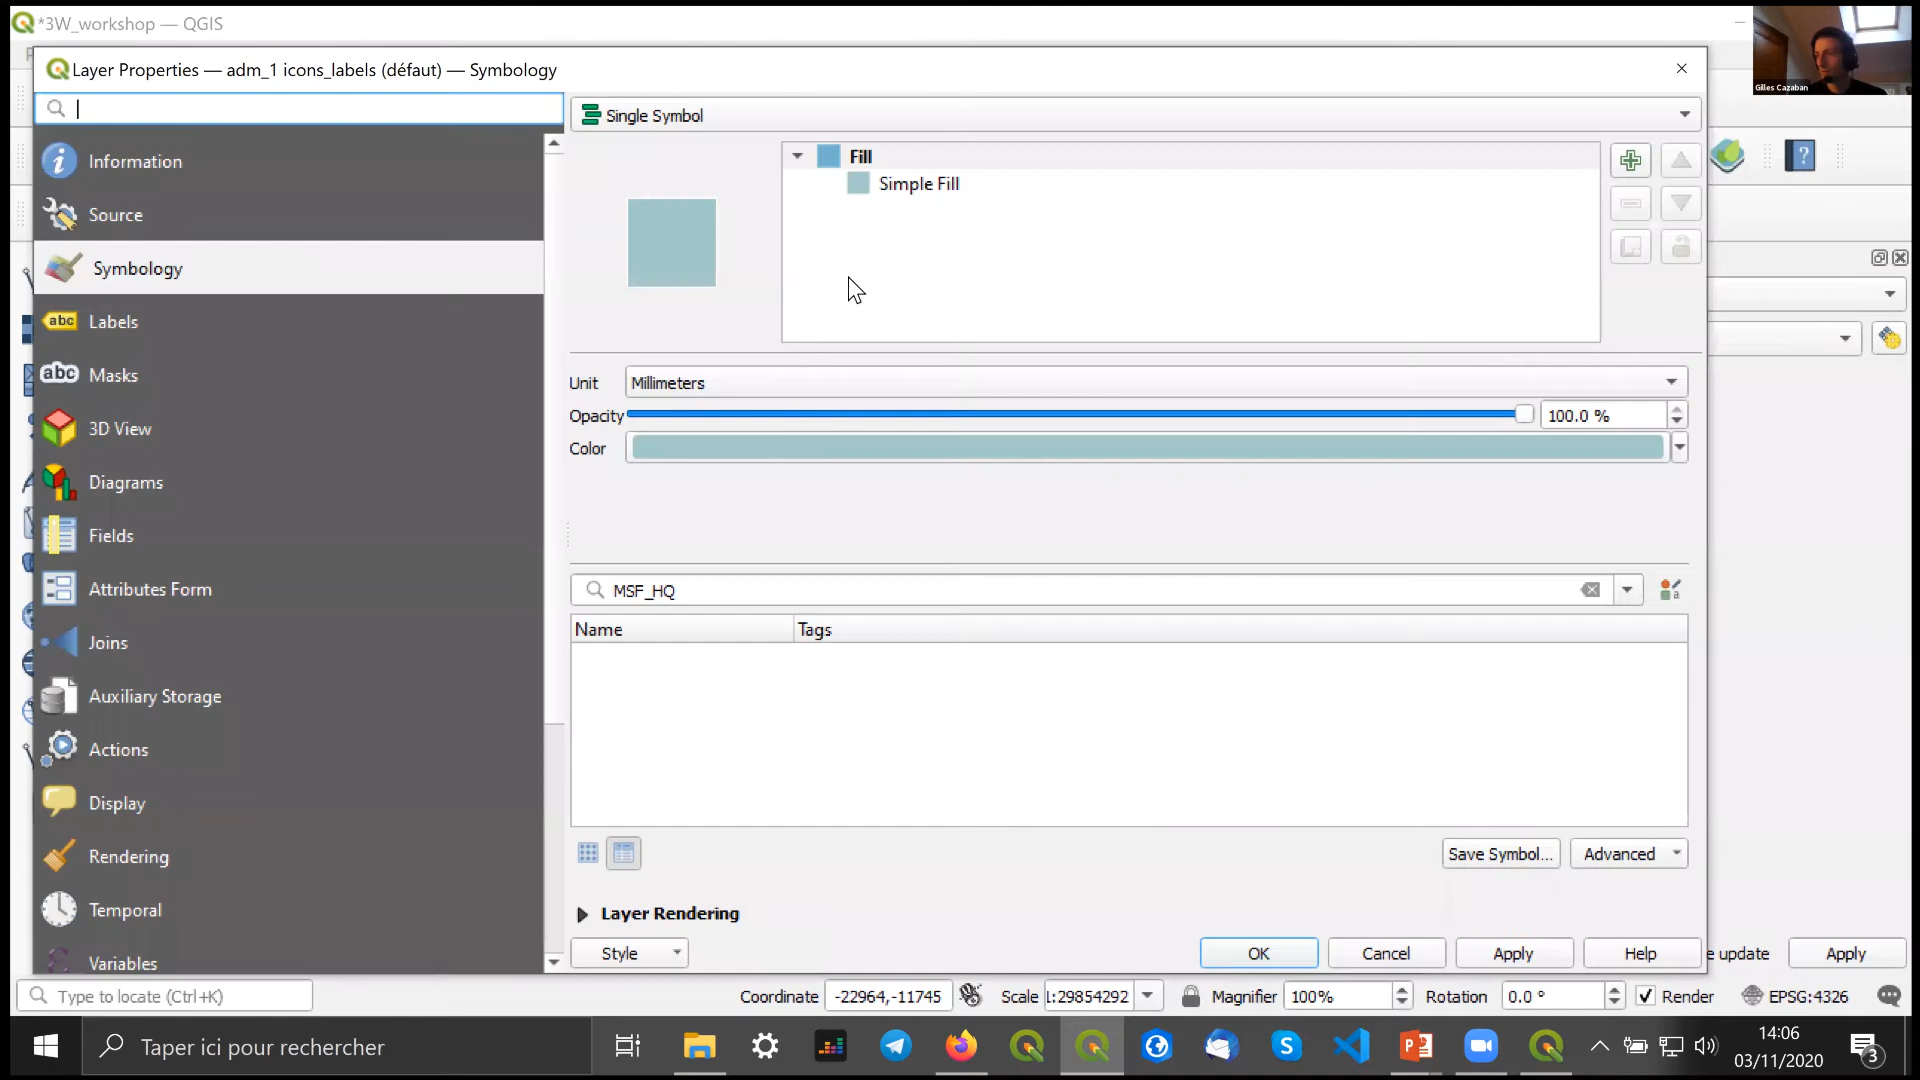 *3W_workshop — QGIS
Gilles Cazaban
Layer Properties — adm_1 icons_labels (défaut) — Symbology
Single Symbol
Information
Source
Symbology
Labels
Masks
3D View
Diagrams
Fields
Attributes Form
Joins
Auxiliary Storage
Actions
Display
Rendering
Temporal
Variables
abc
abc
Fill
Simple Fill
Unit
Millimeters
Opacity
100.0 %
Color
MSF_HQ
Name
Tags
Save Symbol...
Advanced
Layer Rendering
Style
OK
Cancel
Apply
Help
e update
Apply
Type to locate (Ctrl+K)
Coordinate
-22964,-11745
Scale
1:29854292
Magnifier
100%
Rotation
0.0 °
Render
EPSG:4326
Taper ici pour rechercher
14:06
03/11/2020
3